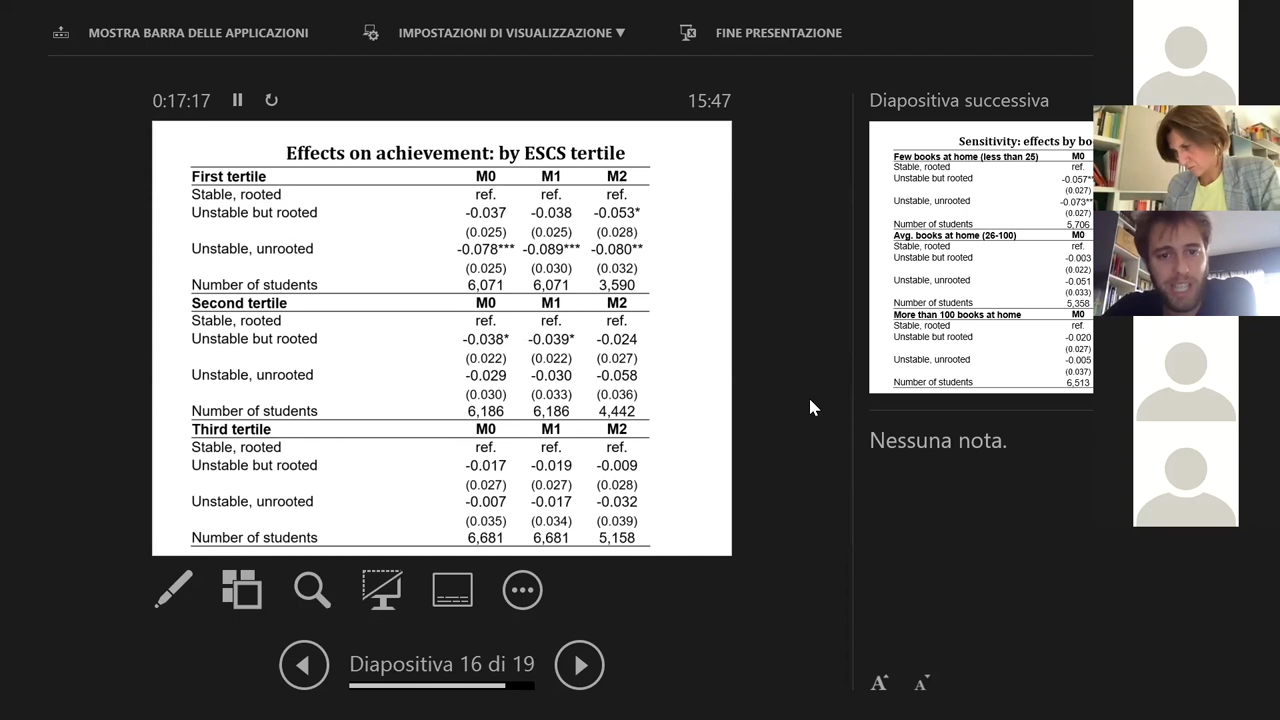 MOSTRA BARRA DELLE APPLICAZIONI IMPOSTAZIONI DI VISUALIZZAZIONE ▼ FINE PRESENTAZIONE
0:17:17 15:47
Effects on achievement: by ESCS tertile
First tertile M0 M1 M2
Stable, rooted ref. ref. ref.
Unstable but rooted -0.037 -0.038 -0.053*
(0.025) (0.025) (0.028)
Unstable, unrooted -0.078*** -0.089*** -0.080**
(0.025) (0.030) (0.032)
Number of students 6,071 6,071 3,590
Second tertile M0 M1 M2
Stable, rooted ref. ref. ref.
Unstable but rooted -0.038* -0.039* -0.024
(0.022) (0.022) (0.027)
Unstable, unrooted -0.029 -0.030 -0.058
(0.030) (0.033) (0.036)
Number of students 6,186 6,186 4,442
Third tertile M0 M1 M2
Stable, rooted ref. ref. ref.
Unstable but rooted -0.017 -0.019 -0.009
(0.027) (0.027) (0.028)
Unstable, unrooted -0.007 -0.017 -0.032
(0.035) (0.034) (0.039)
Number of students 6,681 6,681 5,158
Diapositiva 16 di 19
Diapositiva successiva
Sensitivity: effects by bo
Few books at home (less than 25) M0
Stable, rooted ref.
Unstable but rooted -0.057*
(0.027)
Unstable, unrooted -0.073**
(0.027)
Number of students 5,706
Avg. books at home (26-100) M0
Stable, rooted ref.
Unstable but rooted -0.003
(0.022)
Unstable, unrooted -0.051
(0.033)
Number of students 5,358
More than 100 books at home M0
Stable, rooted ref.
Unstable but rooted -0.020
(0.027)
Unstable, unrooted -0.005
(0.037)
Number of students 6,513
Nessuna nota.
A A